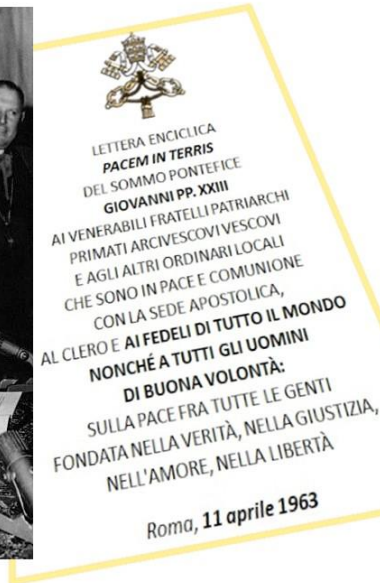 LETTERA ENCICLICA
PACEM IN TERRIS
DEL SOMMO PONTEFICE
GIOVANNI PP. XXIII
AI VENERABILI FRATELLI PATRIARCHI
PRIMATI ARCIVESCOVI VESCOVI
E AGLI ALTRI ORDINARI LOCALI
CHE SONO IN PACE E COMUNIONE
CON LA SEDE APOSTOLICA,
AL CLERO E AI FEDELI DI TUTTO IL MONDO
NONCHÉ A TUTTI GLI UOMINI
DI BUONA VOLONTÀ:
SULLA PACE FRA TUTTE LE GENTI
FONDATA NELLA VERITÀ, NELLA GIUSTIZIA,
NELL'AMORE, NELLA LIBERTÀ
Roma, 11 aprile 1963